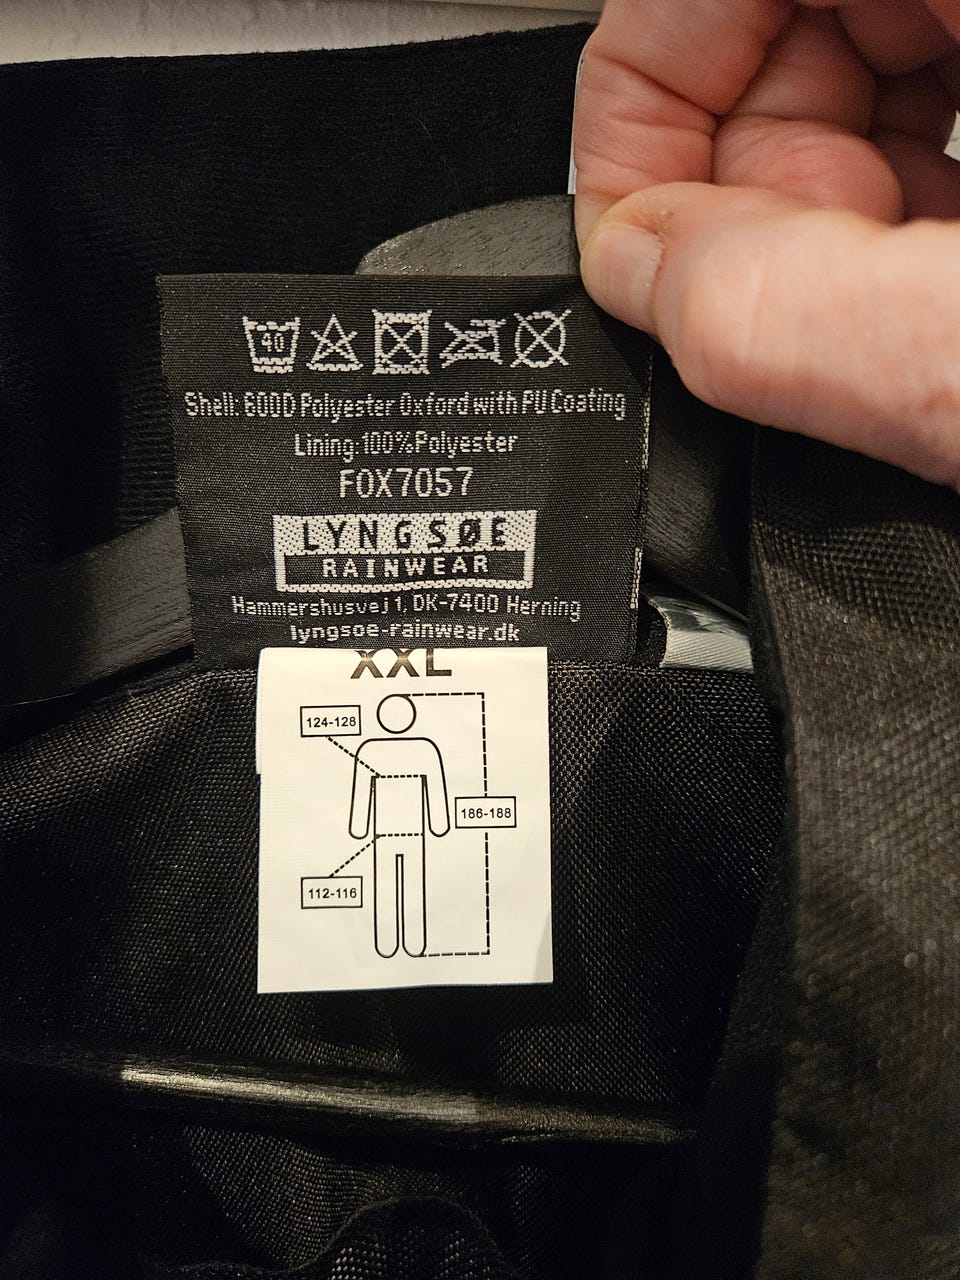 40
Shell: 600D Polyester Oxford with PU Coating
Lining:100%Polyester
FOX7057
LYNGSØE
RAINWEAR
Hammershusvej 1, DK-7400 Herning
lyngsoe-rainwear.dk
XXL
124-128
186-188
112-116